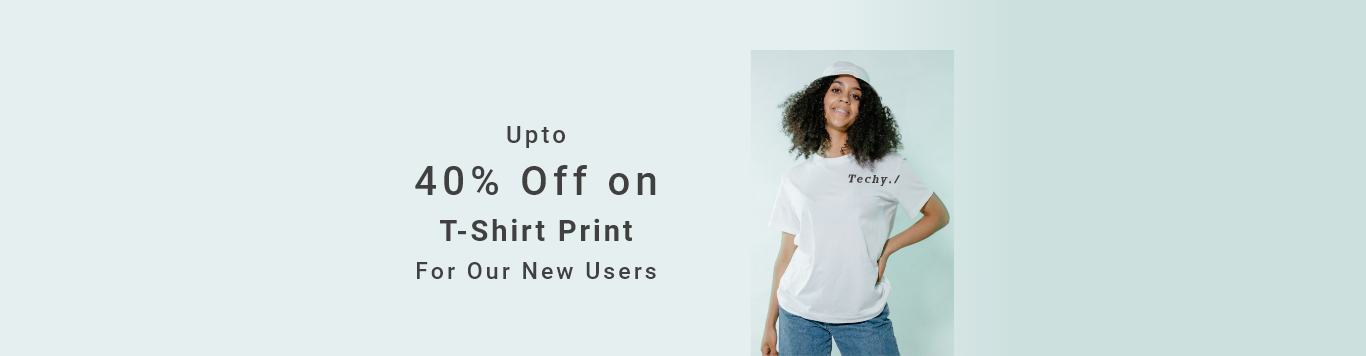 Upto
40% Off on
T-Shirt Print
For Our New Users
Techy./